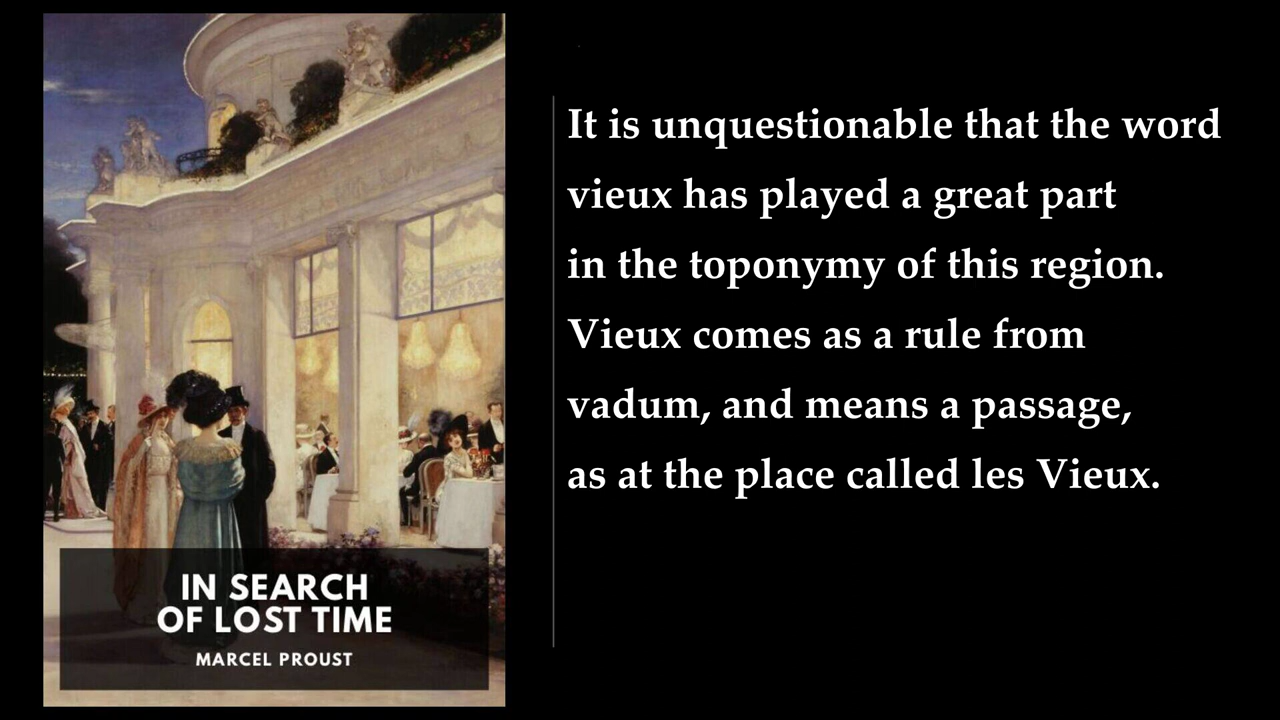 It is unquestionable that the word
vieux has played a great part
in the toponymy of this region.
Vieux comes as a rule from
vadum, and means a passage,
as at the place called les Vieux.
IN SEARCH
OF LOST TIME
MARCEL PROUST